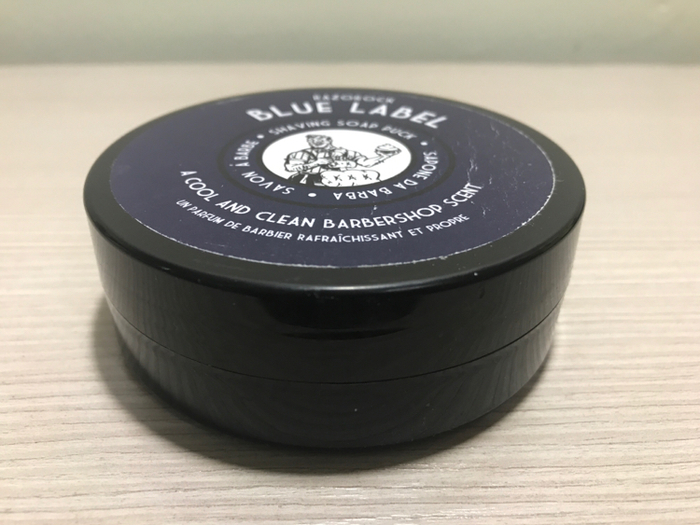 RAZOROCK
BLUE LABEL
SAVON À BARBE • SHAVING SOAP PUCK • SAPONE DA BARBA •
A COOL AND CLEAN BARBERSHOP SCENT
UN PARFUM DE BARBIER RAFRAÎCHISSANT ET PROPRE